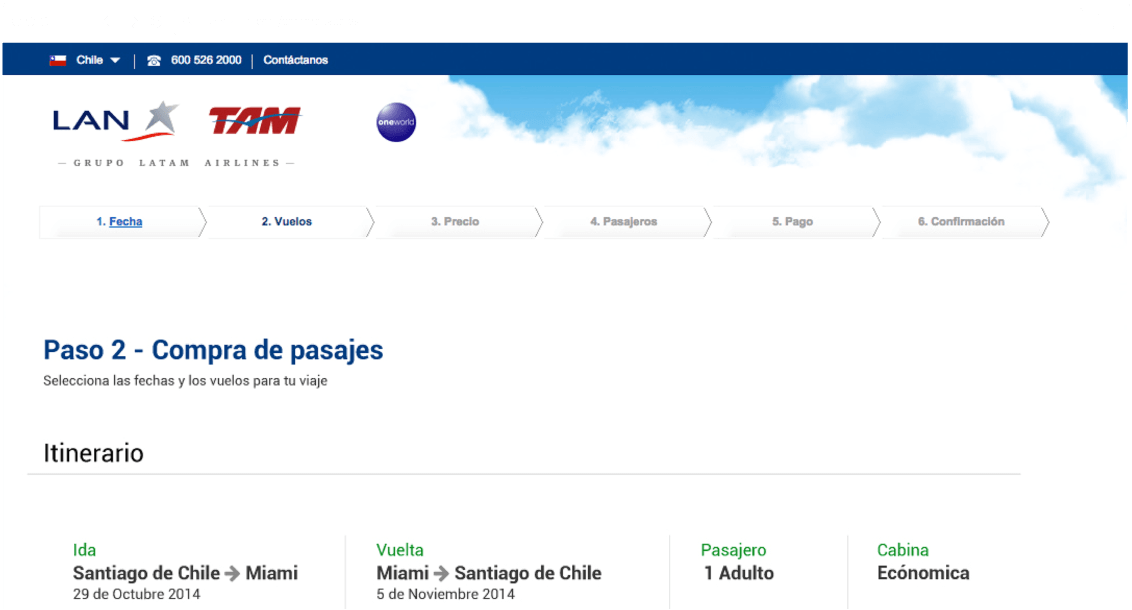 Chile 600 526 2000 Contáctanos
LAN TAM oneworld
GRUPO LATAM AIRLINES
1. Fecha 2. Vuelos 3. Precio 4. Pasajeros 5. Pago 6. Confirmación
Paso 2 - Compra de pasajes
Selecciona las fechas y los vuelos para tu viaje
Itinerario
Ida Vuelta Pasajero Cabina
Santiago de Chile → Miami Miami → Santiago de Chile 1 Adulto Ecónomica
29 de Octubre 2014 5 de Noviembre 2014